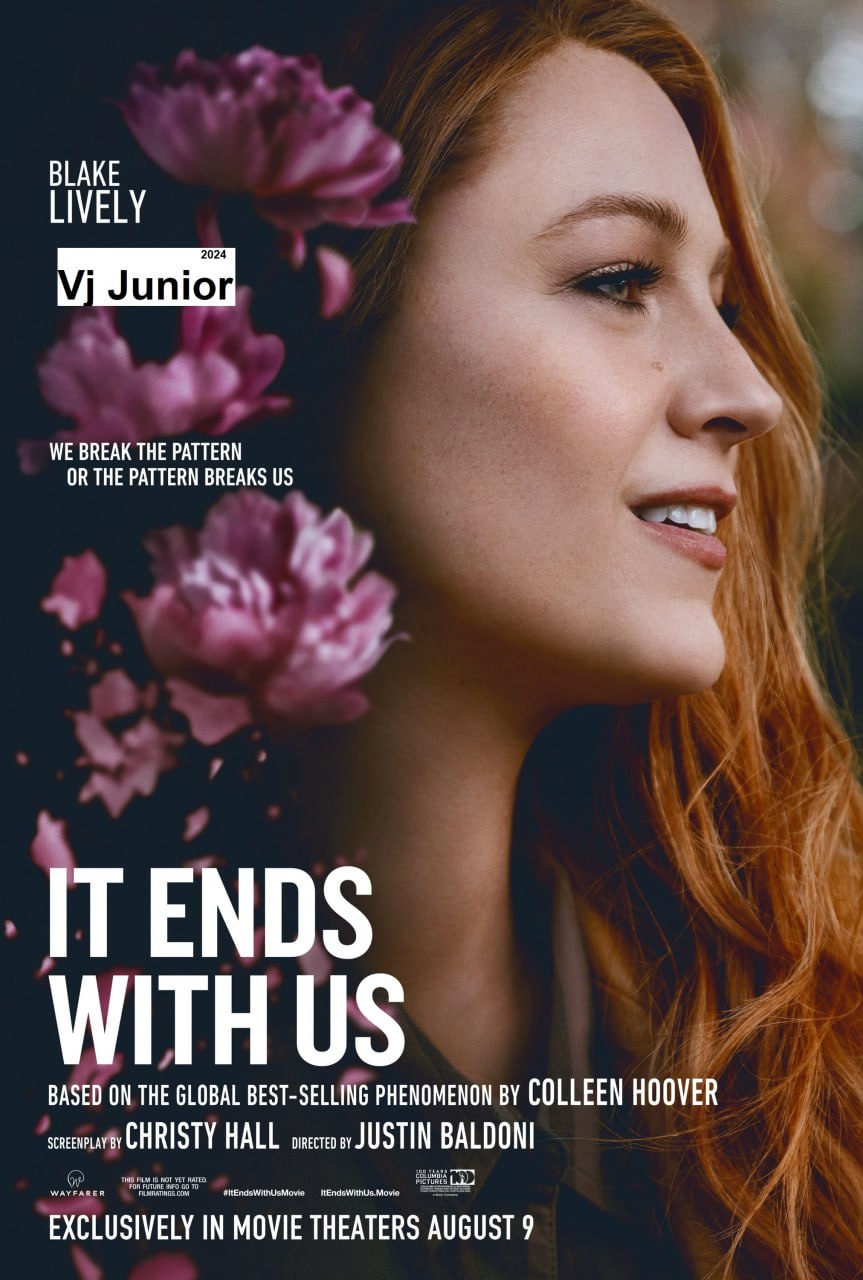 BLAKE
LIVELY
2024
Vj Junior
WE BREAK THE PATTERN
OR THE PATTERN BREAKS US
IT ENDS
WITH US
BASED ON THE GLOBAL BEST-SELLING PHENOMENON BY COLLEEN HOOVER
SCREENPLAY BY CHRISTY HALL DIRECTED BY JUSTIN BALDONI
WAYFARER
THIS FILM IS NOT YET RATED.
FOR FUTURE INFO GO TO
FILMRATINGS.COM
#ItEndsWithUsMovie
ItEndsWithUs.Movie
100 YEARS
COLUMBIA
PICTURES
EXCLUSIVELY IN MOVIE THEATERS AUGUST 9